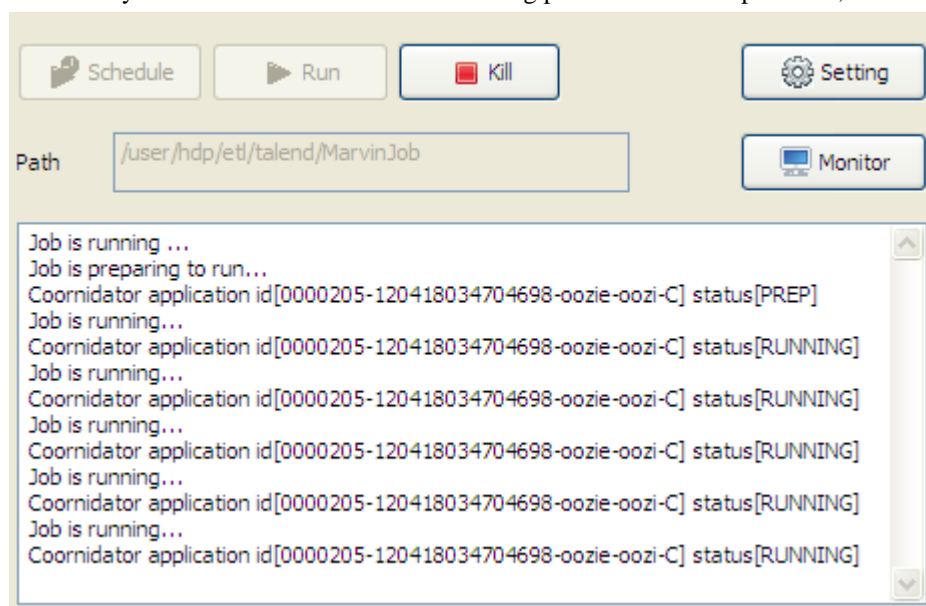 Schedule Run Kill Setting
Path /user/hdp/etl/talend/MarvinJob Monitor
Job is running ...
Job is preparing to run...
Coornidator application id[0000205-120418034704698-oozie-oozi-C] status[PREP]
Job is running...
Coornidator application id[0000205-120418034704698-oozie-oozi-C] status[RUNNING]
Job is running...
Coornidator application id[0000205-120418034704698-oozie-oozi-C] status[RUNNING]
Job is running...
Coornidator application id[0000205-120418034704698-oozie-oozi-C] status[RUNNING]
Job is running...
Coornidator application id[0000205-120418034704698-oozie-oozi-C] status[RUNNING]
Job is running...
Coornidator application id[0000205-120418034704698-oozie-oozi-C] status[RUNNING]